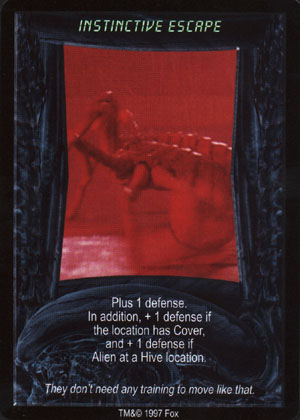 INSTINCTIVE ESCAPE
Plus 1 defense.
In addition, + 1 defense if
the location has Cover,
and + 1 defense if
Alien at a Hive location.
They don't need any training to move like that.
TM&© 1997 Fox